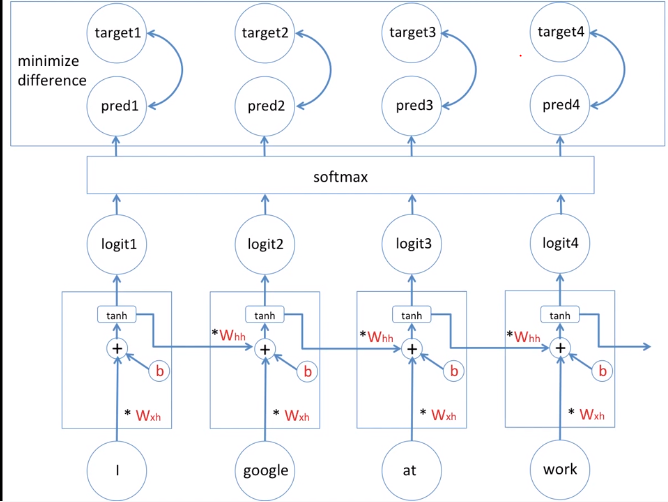 target1 target2 target3 target4
minimize
difference
pred1 pred2 pred3 pred4
softmax
logit1 logit2 logit3 logit4
tanh tanh tanh tanh
*Whh *Whh *Whh
+ + + +
b b b b
* Wxh * Wxh * Wxh * Wxh
I google at work